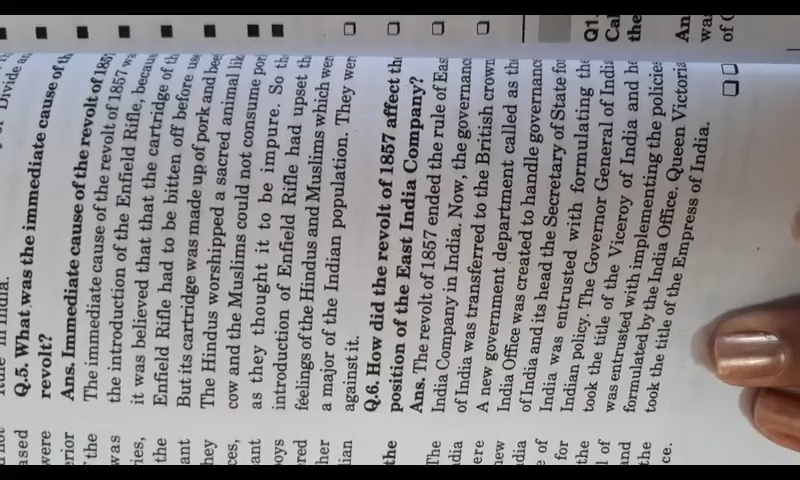 rule in India.
Q.5. What was the immediate cause of the
revolt?
Ans. Immediate cause of the revolt of 1857
The immediate cause of the revolt of 1857 was
the introduction of the Enfield Rifle, because
it was believed that that the cartridge of the
Enfield Rifle had to be bitten off before use.
But its cartridge was made up of pork and beef
The Hindus worshipped a sacred animal like
cow and the Muslims could not consume pork
as they thought it to be impure. So the
introduction of Enfield Rifle had upset the
feelings of the Hindus and Muslims which were
a major of the Indian population. They were
against it.
Q.6. How did the revolt of 1857 affect the
position of the East India Company?
Ans. The revolt of 1857 ended the rule of East
India Company in India. Now, the governance
of India was transferred to the British crown
A new government department called as the
India Office was created to handle governance
of India and its head the Secretary of State for
India was entrusted with formulating the
Indian policy. The Governor General of India
took the title of the Viceroy of India and he
was entrusted with implementing the policies
formulated by the India Office. Queen Victoria
took the title of the Empress of India.